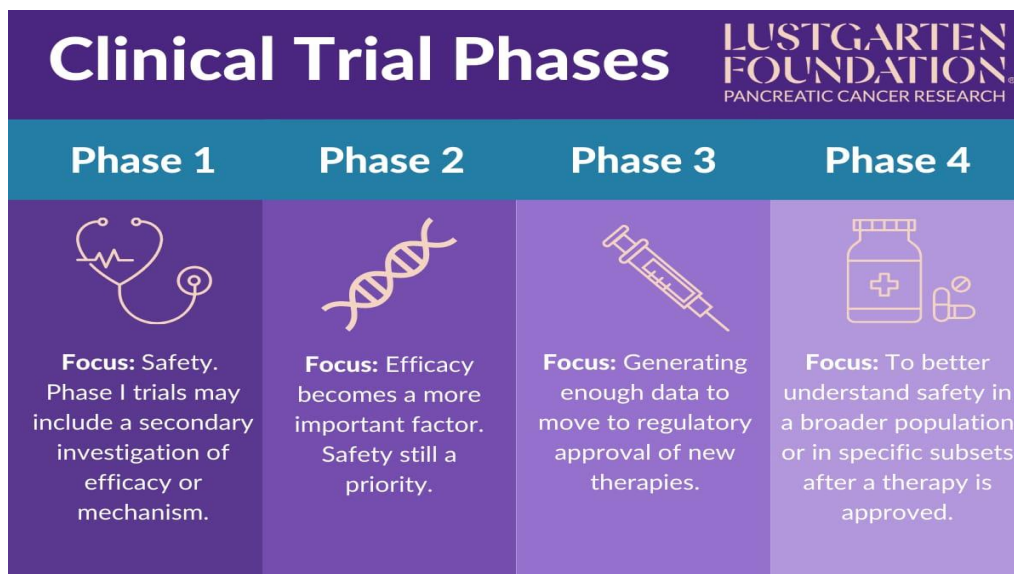 Clinical Trial Phases
LUSTGARTEN
FOUNDATION®
PANCREATIC CANCER RESEARCH
Phase 1
Phase 2
Phase 3
Phase 4
Focus: Safety.
Phase I trials may
include a secondary
investigation of
efficacy or
mechanism.
Focus: Efficacy
becomes a more
important factor.
Safety still a
priority.
Focus: Generating
enough data to
move to regulatory
approval of new
therapies.
Focus: To better
understand safety in
a broader population
or in specific subsets
after a therapy is
approved.